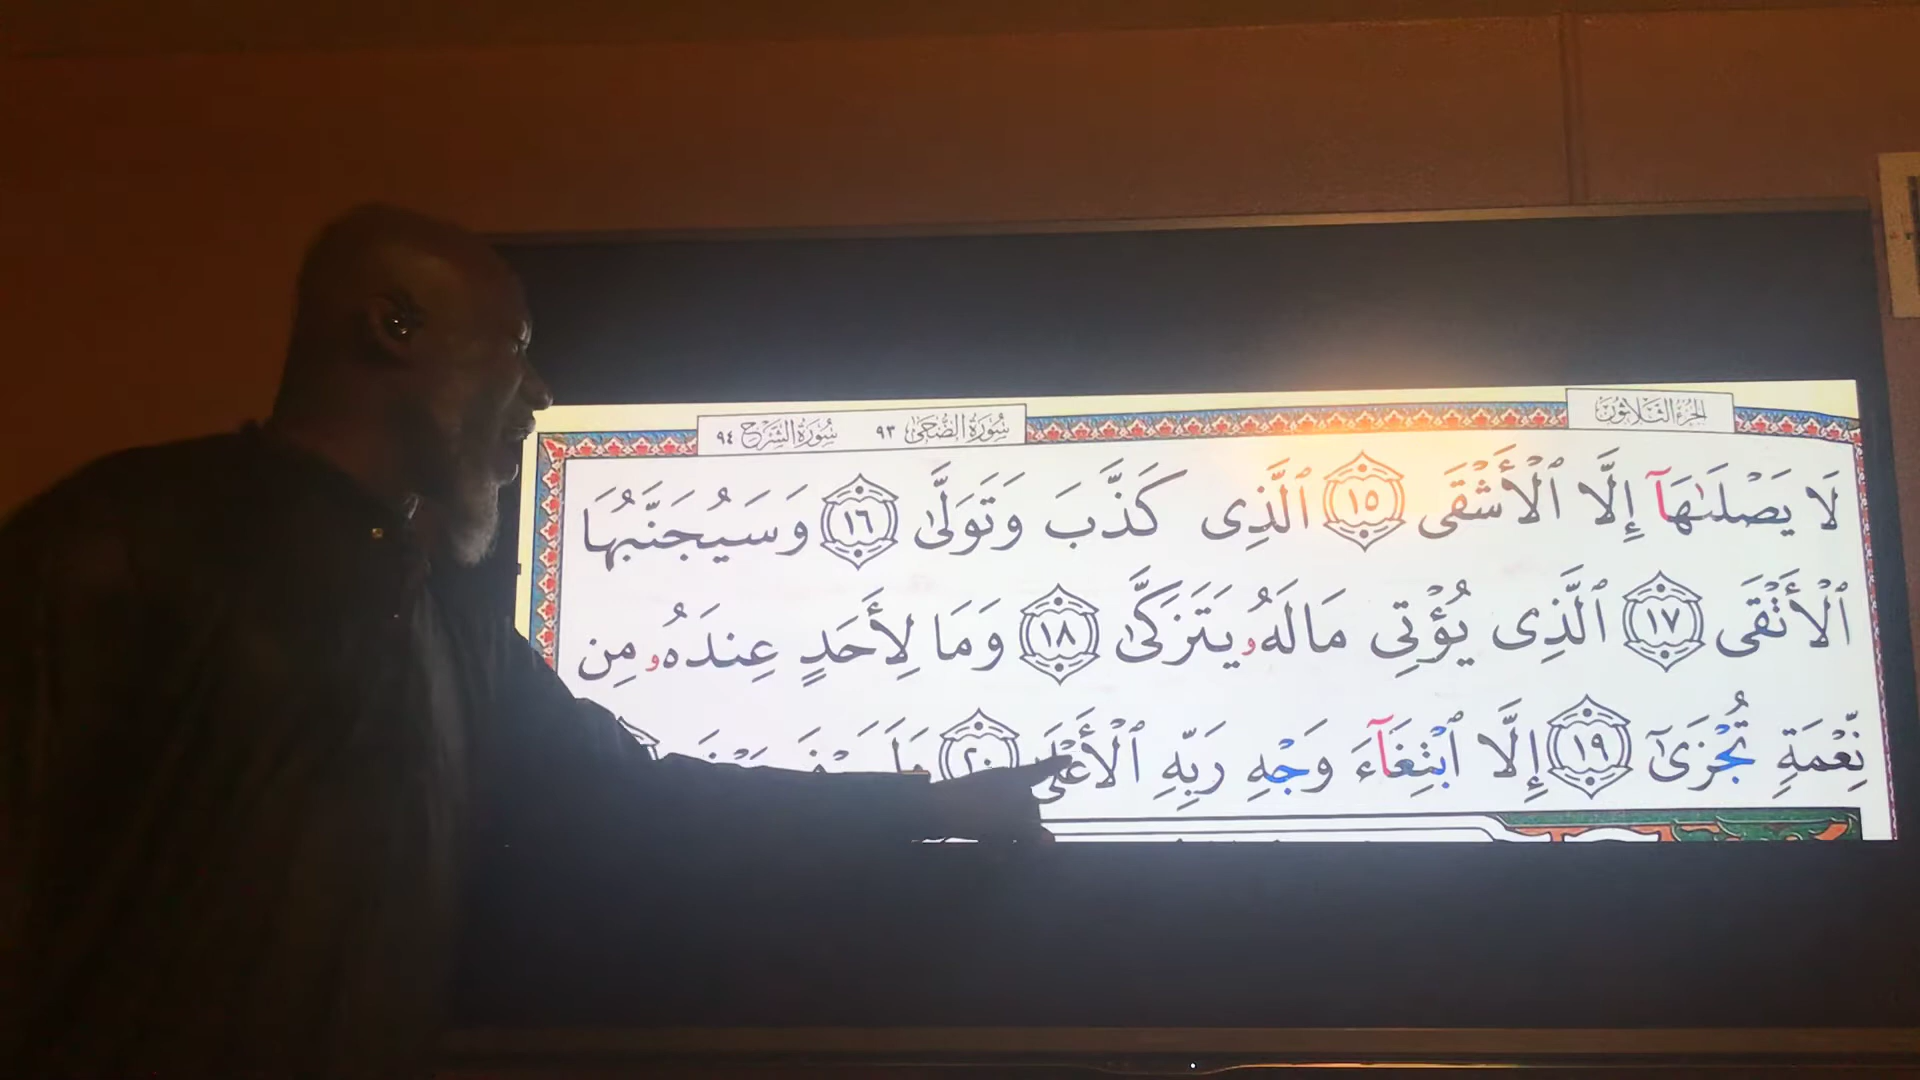 الجزء الثلاثون
سورة الضحى ٩٣ سورة الشرح ٩٤
لَا يَصْلَىٰهَآ إِلَّا ٱلْأَشْقَى ١٥ ٱلَّذِى كَذَّبَ وَتَوَلَّىٰ ١٦ وَسَيُجَنَّبُهَا
ٱلْأَتْقَى ١٧ ٱلَّذِى يُؤْتِى مَالَهُۥ يَتَزَكَّىٰ ١٨ وَمَا لِأَحَدٍ عِندَهُۥ مِن
نِّعْمَةٍ تُجْزَىٰٓ ١٩ إِلَّا ٱبْتِغَآءَ وَجْهِ رَبِّهِ ٱلْأَعْلَىٰ ٢٠